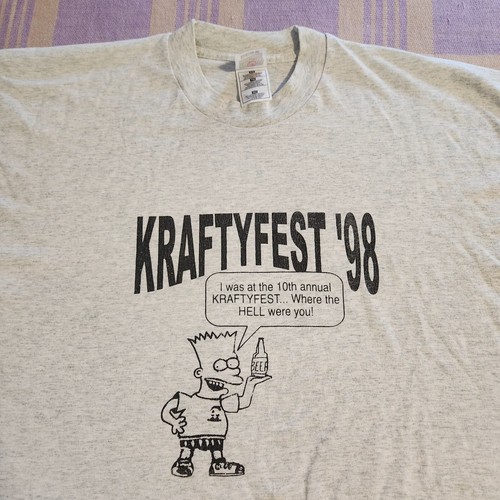 KRAFTYFEST '98
I was at the 10th annual
KRAFTYFEST... Where the
HELL were you!
BEER